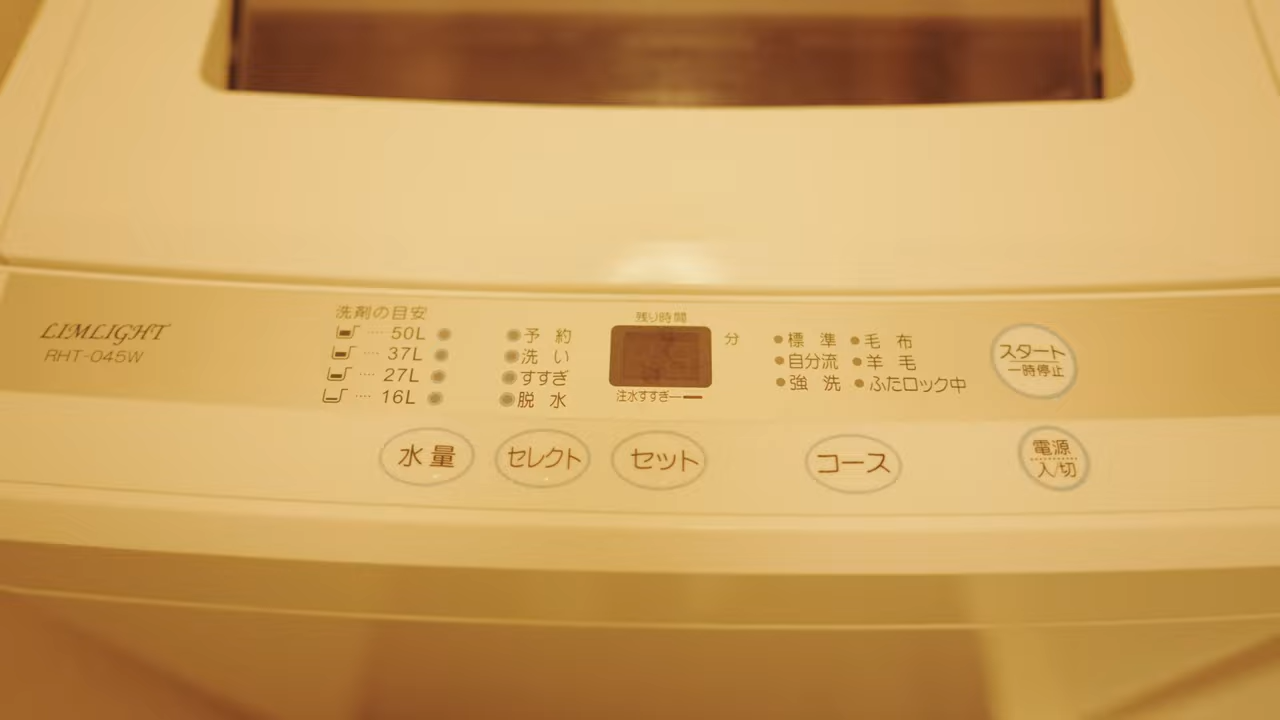 LIMLIGHT
RHT-045W
洗剤の目安
50L
37L
27L
16L
予約
洗い
すすぎ
脱水
残り時間
分
注水すすぎ
標準
自分流
強洗
毛布
羊毛
ふたロック中
スタート
一時停止
水量
セレクト
セット
コース
電源
入/切